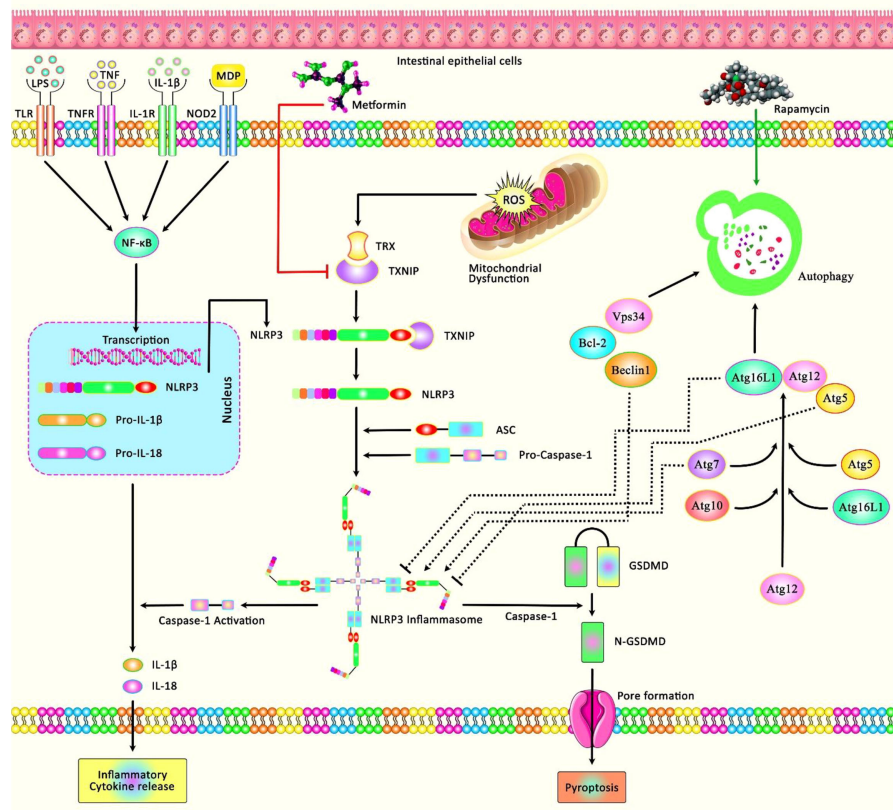 Intestinal epithelial cells
LPS
TNF
IL-1β
MDP
TLR
TNFR
IL-1R
NOD2
Metformin
Rapamycin
ROS
NF-κB
TRX
TXNIP
Mitochondrial
Dysfunction
Autophagy
Transcription
NLRP3
Pro-IL-1β
Pro-IL-18
Nucleus
NLRP3
TXNIP
NLRP3
ASC
Pro-Caspase-1
Vps34
Bcl-2
Beclin1
Atg16L1
Atg12
Atg5
Atg7
Atg5
Atg10
Atg16L1
Atg12
GSDMD
Caspase-1 Activation
NLRP3 Inflammasome
Caspase-1
N-GSDMD
IL-1β
IL-18
Pore formation
Inflammatory
Cytokine release
Pyroptosis